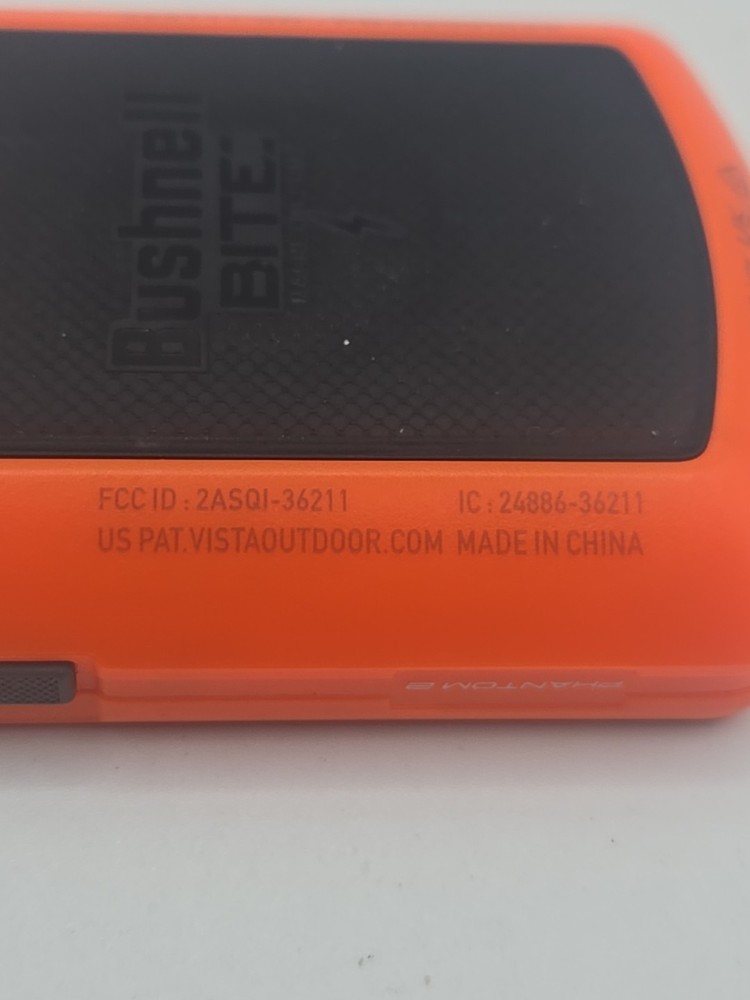 Bushnell
BITE
FCC ID : 2ASQI-36211 IC : 24886-36211
US PAT.VISTAOUTDOOR.COM MADE IN CHINA
PHANTOM 2